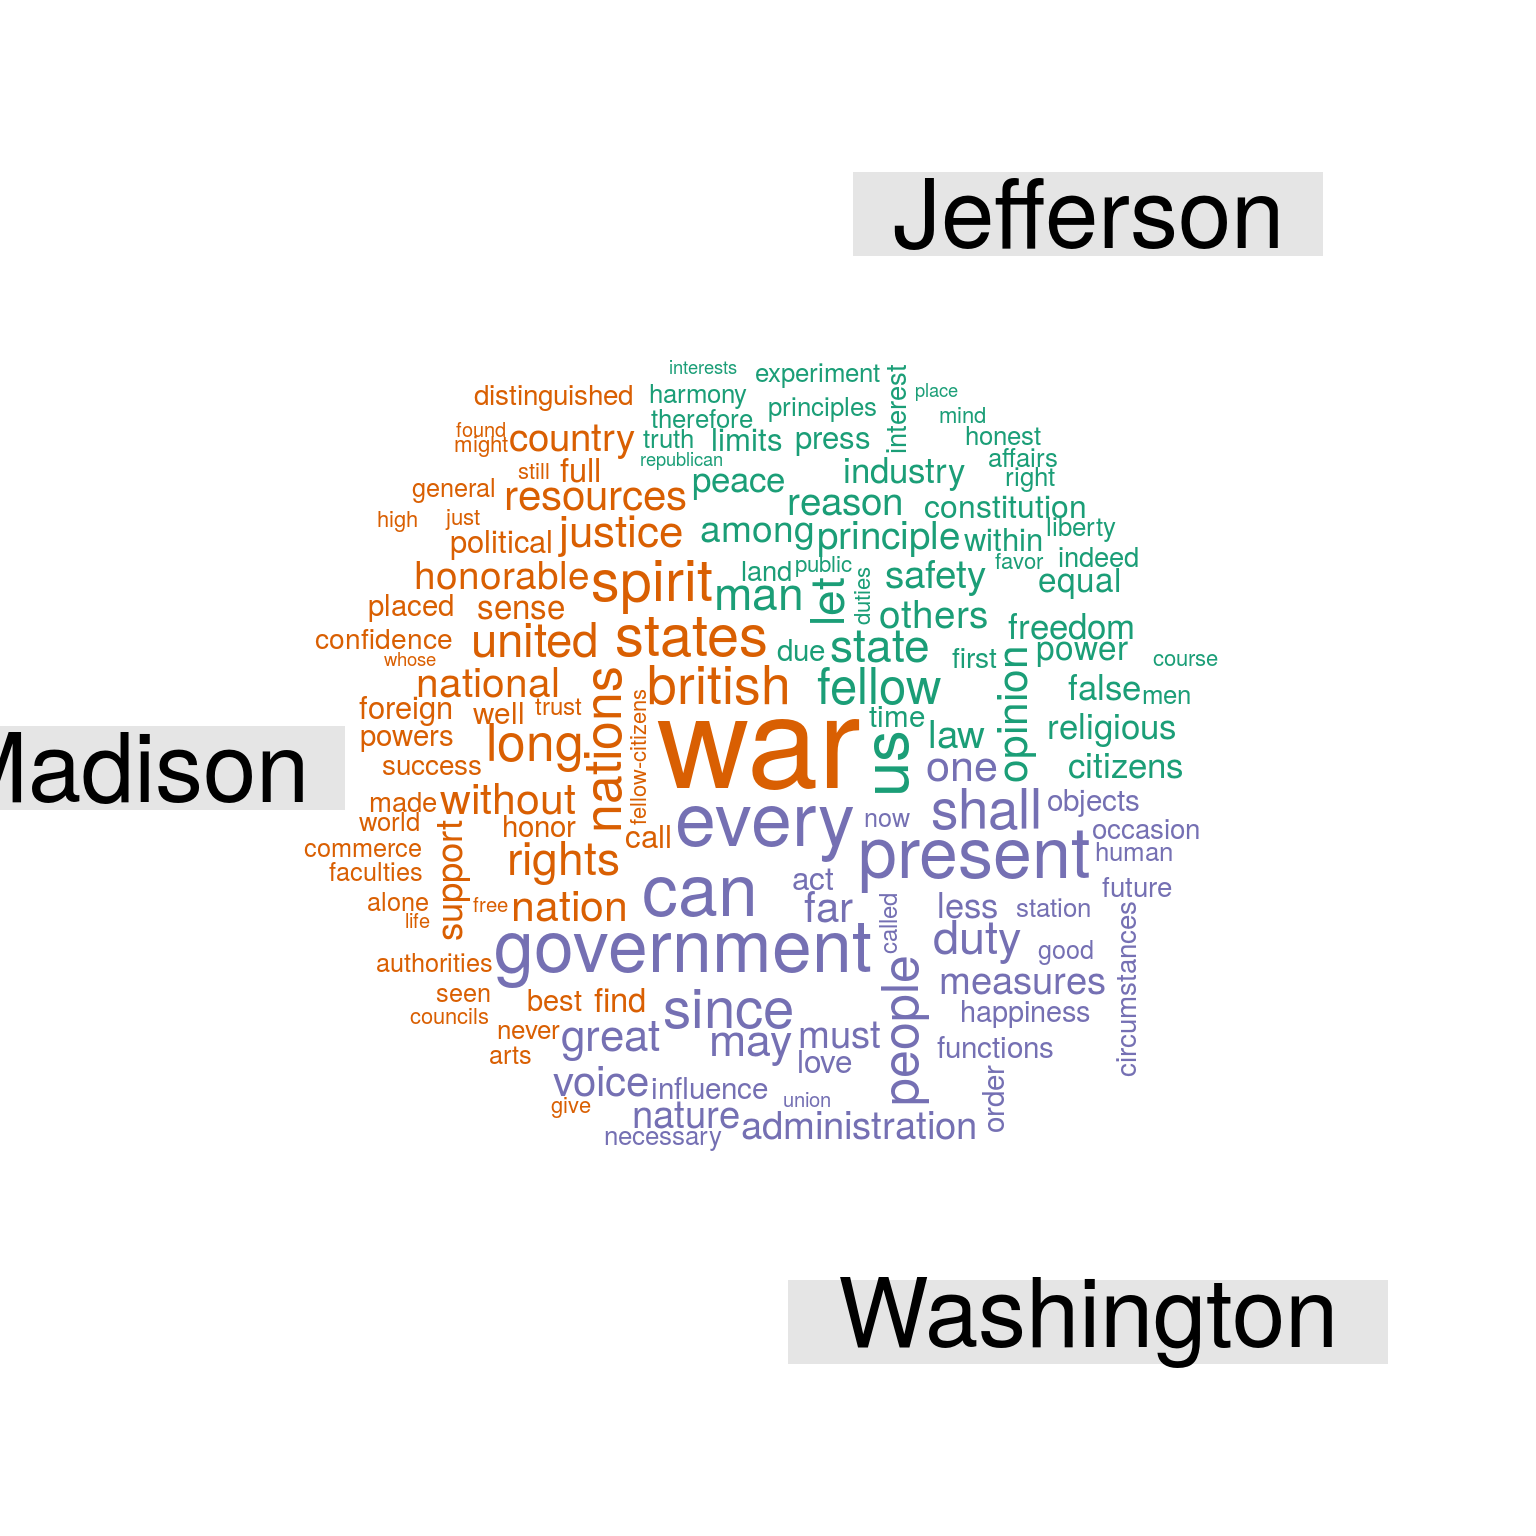 Jefferson
interests
experiment
interest
place
distinguished
harmony
principles
mind
therefore
found
might
country
truth
limits
press
honest
republican
affairs
still
full
peace
industry
right
general
resources
reason
constitution
high
just
justice
among
principle
within
liberty
political
land
public
favor
indeed
honorable
spirit
man
let
duties
safety
equal
placed
sense
others
freedom
confidence
united
states
due
state
first
opinion
power
course
whose
national
nations
british
fellow
false
men
foreign
well
trust
fellow-citizens
time
powers
long
war
us
law
religious
Madison
success
one
citizens
made
without
every
now
shall
objects
world
support
honor
call
present
occasion
commerce
rights
human
faculties
can
act
future
alone
life
free
nation
far
called
less
station
circumstances
government
duty
good
authorities
people
seen
best
find
since
measures
councils
never
great
may
must
happiness
arts
love
functions
voice
influence
order
give
nature
union
necessary
administration
Washington